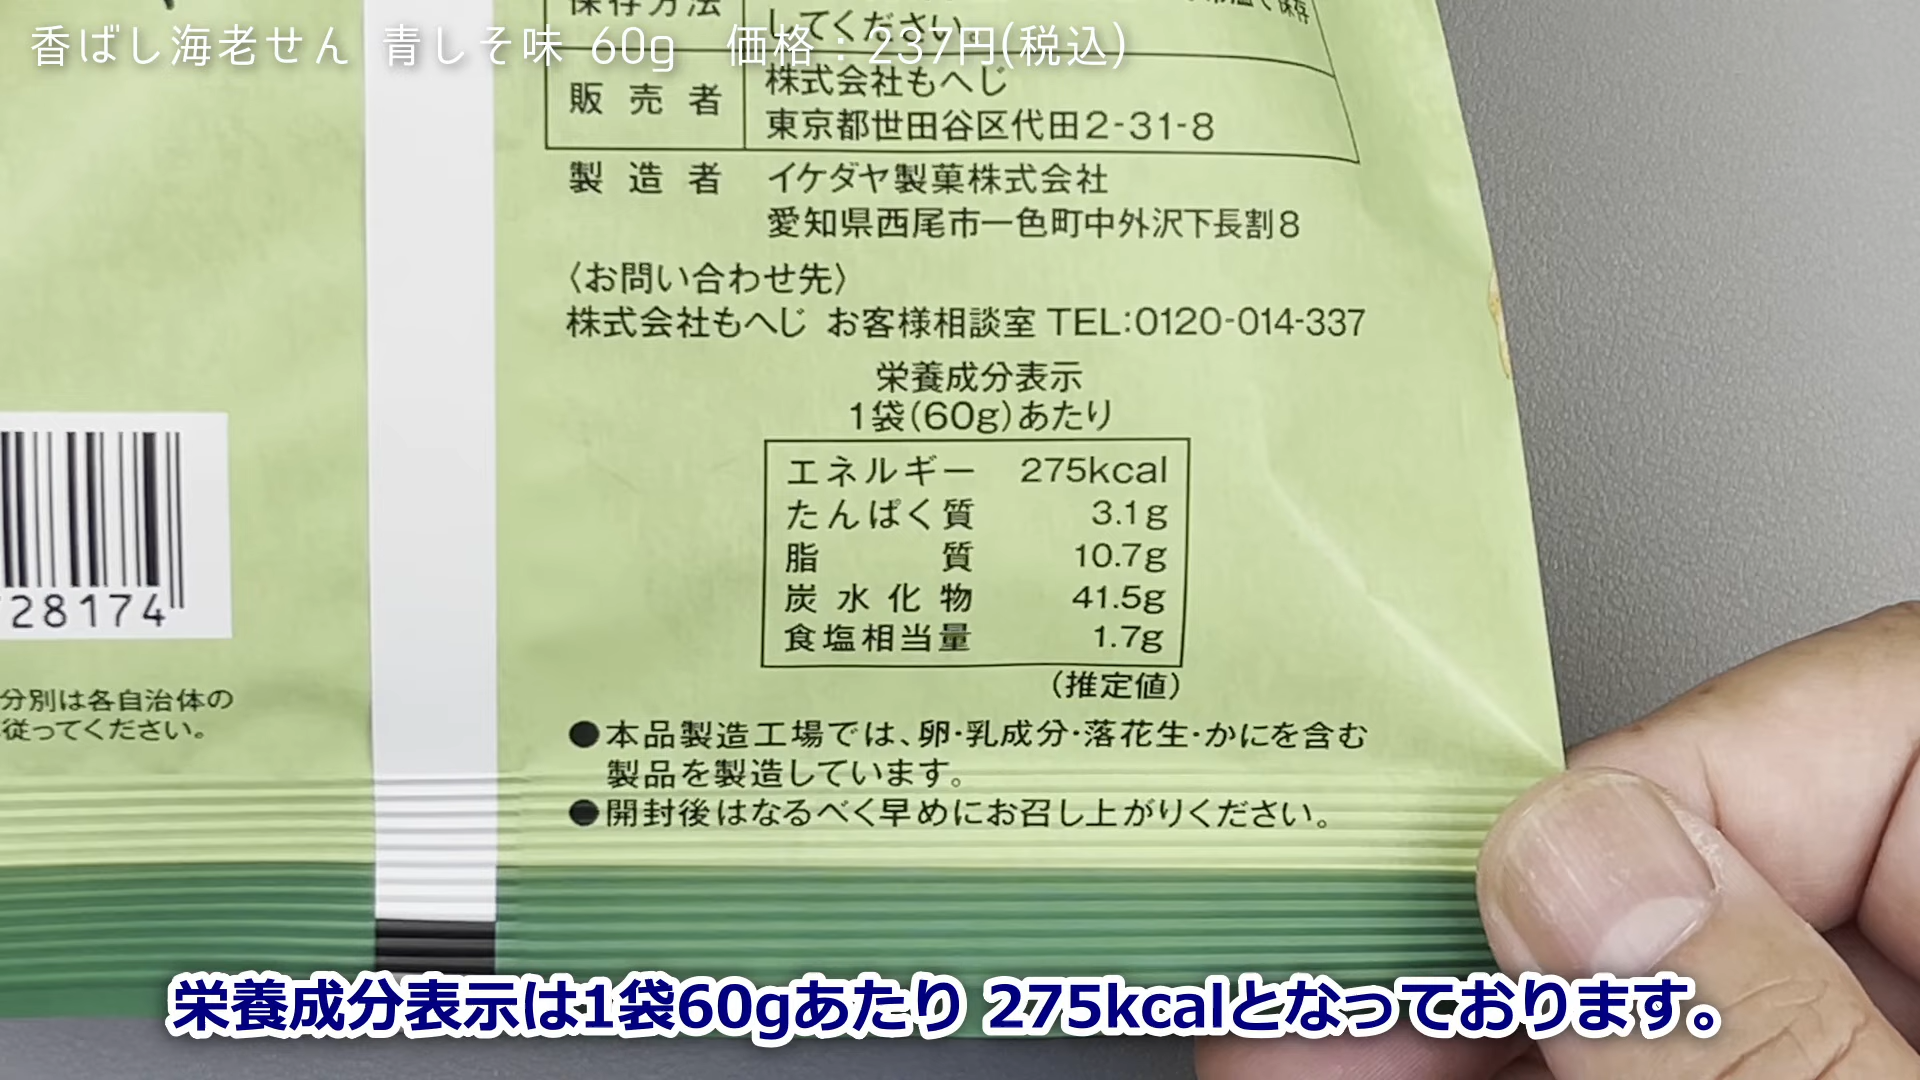 香ばし海老せん 青しそ味 60g 価格：237円(税込)
保存方法
してください。
販売者
株式会社もへじ
東京都世田谷区代田2-31-8
製造者 イケダヤ製菓株式会社
愛知県西尾市一色町中外沢下長割8
〈お問い合わせ先〉
株式会社もへじ お客様相談室 TEL:0120-014-337
栄養成分表示
1袋(60g)あたり
エネルギー 275kcal
たんぱく質 3.1g
脂質 10.7g
炭水化物 41.5g
食塩相当量 1.7g
(推定値)
●本品製造工場では、卵・乳成分・落花生・かにを含む
製品を製造しています。
●開封後はなるべく早めにお召し上がりください。
28174
分別は各自治体の
従ってください。
栄養成分表示は1袋60gあたり 275kcalとなっております。